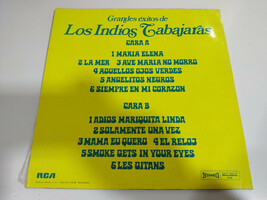 Grandes éxitos de
Los Indios Tabajaras
CARA A
1 MARIA ELENA
2 LA MER 3 AVE MARIA NO MORRO
4 AQUELLOS OJOS VERDES
5 ANGELITOS NEGROS
6 SIEMPRE EN MI CORAZON
CARA B
1 ADIOS MARIQUITA LINDA
2 SOLAMENTE UNA VEZ
3 MAMA EU QUERO 4 EL RELOJ
5 SMOKE GETS IN YOUR EYES
6 LES GITANS
RCA
STEREO